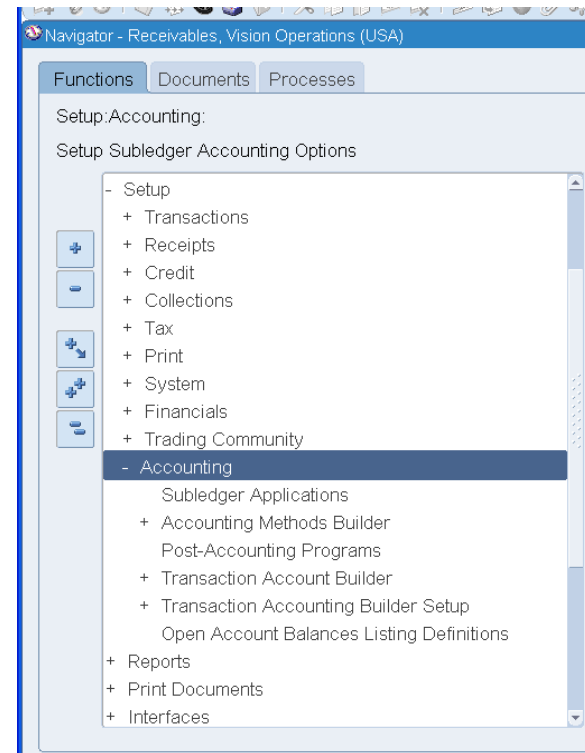 Navigator - Receivables, Vision Operations (USA)
Functions Documents Processes
Setup:Accounting:
Setup Subledger Accounting Options
- Setup
+ Transactions
+ Receipts
+ Credit
+ Collections
+ Tax
+ Print
+ System
+ Financials
+ Trading Community
- Accounting
Subledger Applications
+ Accounting Methods Builder
Post-Accounting Programs
+ Transaction Account Builder
+ Transaction Accounting Builder Setup
Open Account Balances Listing Definitions
+ Reports
+ Print Documents
+ Interfaces